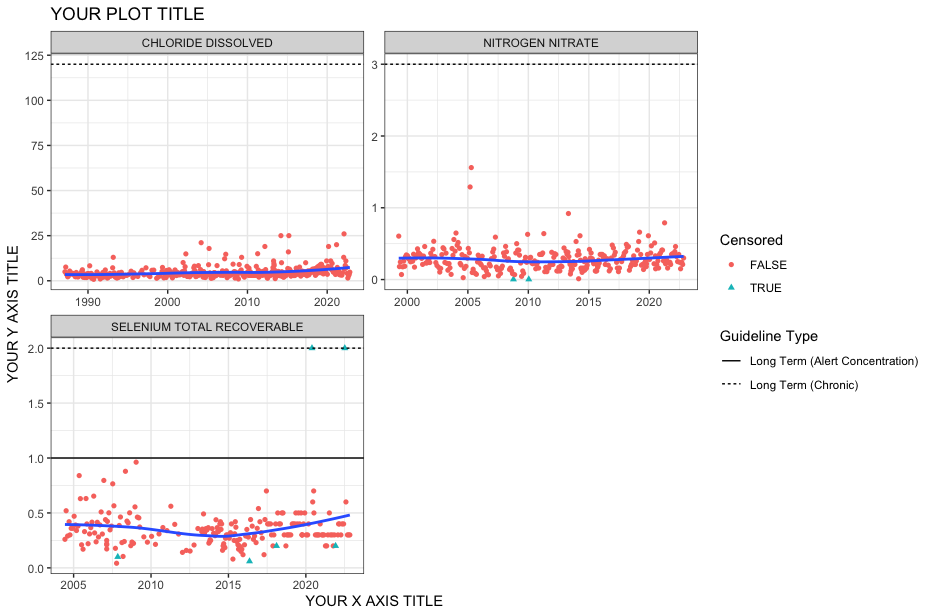 YOUR PLOT TITLE
CHLORIDE DISSOLVED
NITROGEN NITRATE
125
100
75
50
25
0
1990 2000 2010 2020
3
2
1
0
2000 2005 2010 2015 2020
SELENIUM TOTAL RECOVERABLE
2.0
1.5
1.0
0.5
0.0
2005 2010 2015 2020
YOUR Y AXIS TITLE
YOUR X AXIS TITLE
Censored
FALSE
TRUE
Guideline Type
Long Term (Alert Concentration)
Long Term (Chronic)